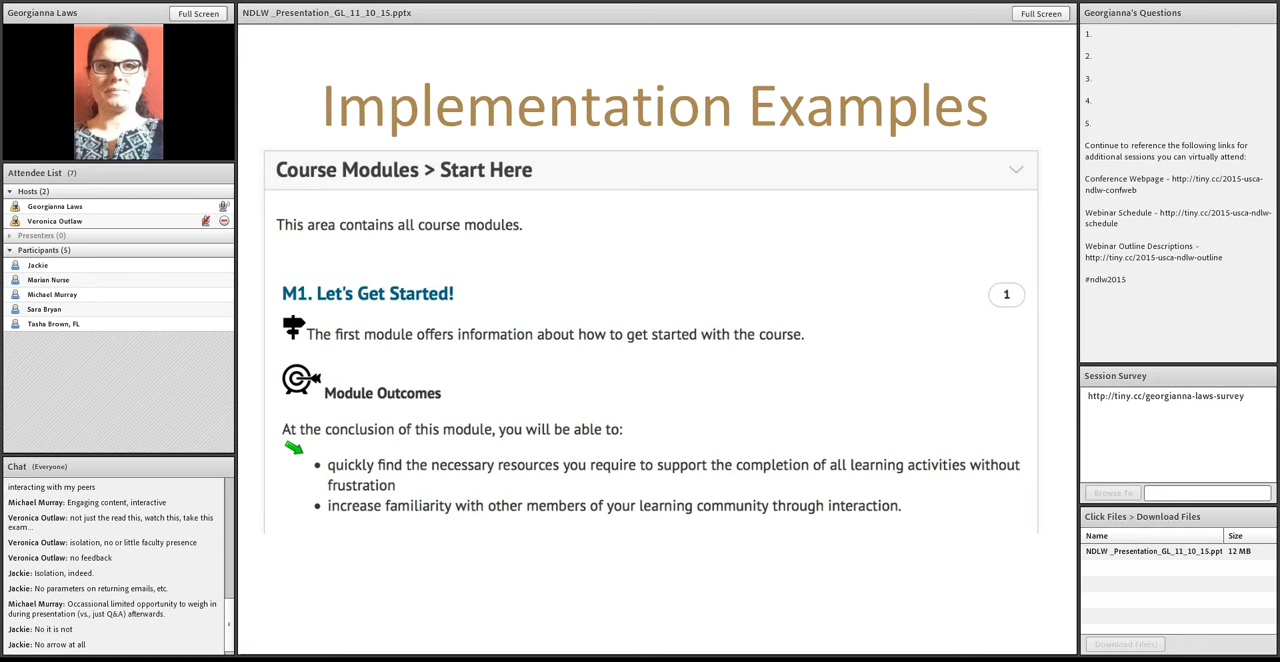 Georgianna Laws
Full Screen
Attendee List (7)
Hosts (2)
Georgianna Laws
Veronica Outlaw
Presenters (0)
Participants (5)
Jackie
Marian Nurse
Michael Murray
Sara Bryan
Tasha Brown, FL
Chat (Everyone)
interacting with my peers
Michael Murray: Engaging content, interactive
Veronica Outlaw: not just the read this, watch this, take this
exam...
Veronica Outlaw: isolation, no or little faculty presence
Veronica Outlaw: no feedback
Jackie: Isolation, indeed.
Jackie: No parameters on returning emails, etc.
Michael Murray: Occassional limited opportunity to weigh in
during presentation (vs., just Q&A) afterwards.
Jackie: No it is not
Jackie: No arrow at all
NDLW _Presentation_GL_11_10_15.pptx
Full Screen
Implementation Examples
Course Modules > Start Here
This area contains all course modules.
M1. Let's Get Started!
1
The first module offers information about how to get started with the course.
Module Outcomes
At the conclusion of this module, you will be able to:
• quickly find the necessary resources you require to support the completion of all learning activities without
frustration
• increase familiarity with other members of your learning community through interaction.
Georgianna's Questions
1.
2.
3.
4.
5.
Continue to reference the following links for
additional sessions you can virtually attend:
Conference Webpage - http://tiny.cc/2015-usca-
ndlw-confweb
Webinar Schedule - http://tiny.cc/2015-usca-ndlw-
schedule
Webinar Outline Descriptions -
http://tiny.cc/2015-usca-ndlw-outline
#ndlw2015
Session Survey
http://tiny.cc/georgianna-laws-survey
Browse To
Click Files > Download Files
Name Size
NDLW _Presentation_GL_11_10_15.ppt 12 MB
Download File(s)